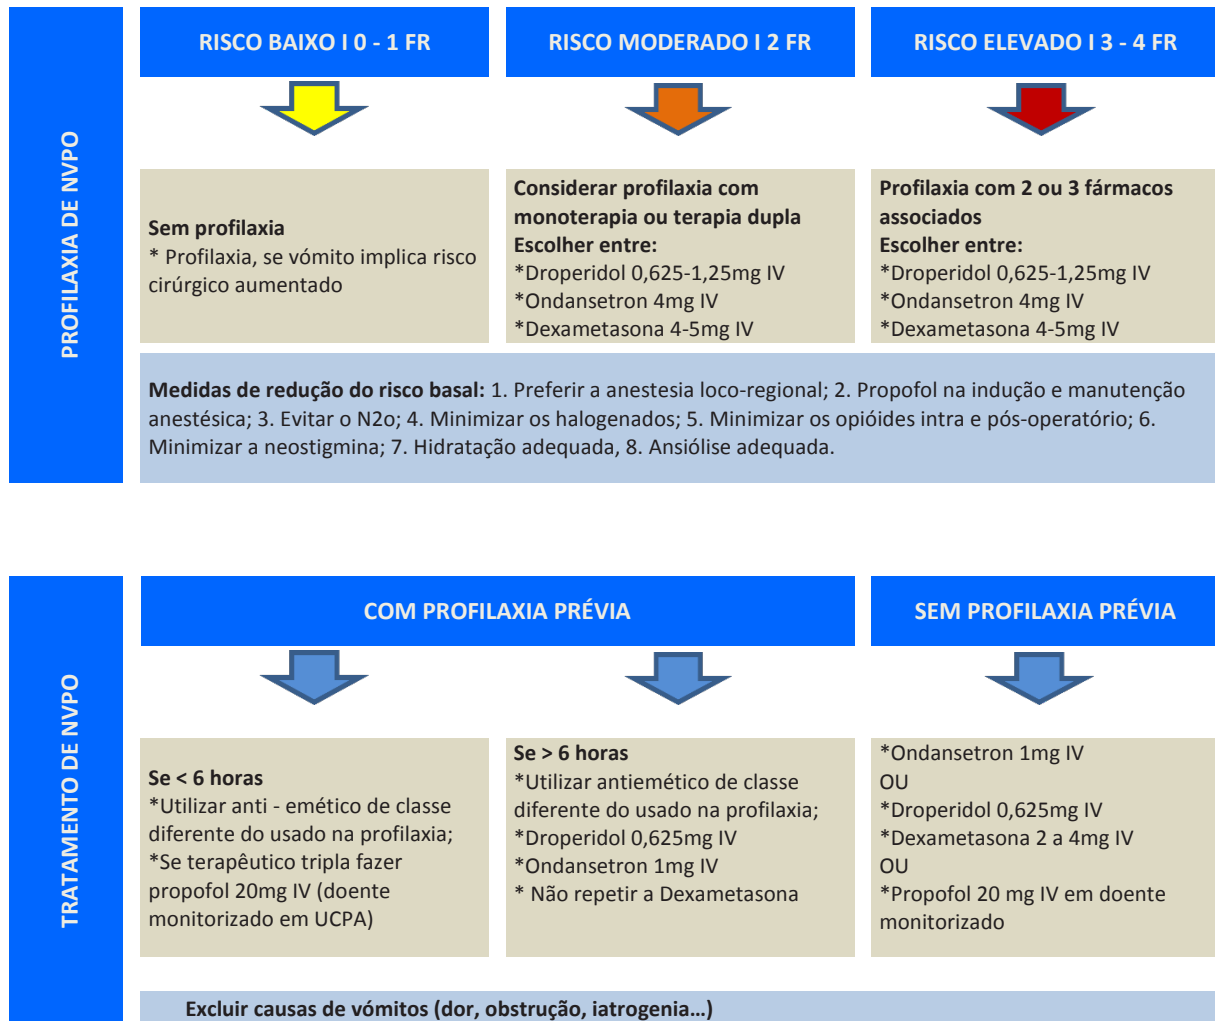 PROFILAXIA DE NVPO
RISCO BAIXO I 0 - 1 FR
RISCO MODERADO I 2 FR
RISCO ELEVADO I 3 - 4 FR
Sem profilaxia
* Profilaxia, se vómito implica risco
cirúrgico aumentado
Considerar profilaxia com
monoterapia ou terapia dupla
Escolher entre:
*Droperidol 0,625-1,25mg IV
*Ondansetron 4mg IV
*Dexametasona 4-5mg IV
Profilaxia com 2 ou 3 fármacos
associados
Escolher entre:
*Droperidol 0,625-1,25mg IV
*Ondansetron 4mg IV
*Dexametasona 4-5mg IV
Medidas de redução do risco basal: 1. Preferir a anestesia loco-regional; 2. Propofol na indução e manutenção
anestésica; 3. Evitar o N2o; 4. Minimizar os halogenados; 5. Minimizar os opióides intra e pós-operatório; 6.
Minimizar a neostigmina; 7. Hidratação adequada, 8. Ansiólise adequada.
TRATAMENTO DE NVPO
COM PROFILAXIA PRÉVIA
SEM PROFILAXIA PRÉVIA
Se < 6 horas
*Utilizar anti - emético de classe
diferente do usado na profilaxia;
*Se terapêutico tripla fazer
propofol 20mg IV (doente
monitorizado em UCPA)
Se > 6 horas
*Utilizar antiemético de classe
diferente do usado na profilaxia;
*Droperidol 0,625mg IV
*Ondansetron 1mg IV
* Não repetir a Dexametasona
*Ondansetron 1mg IV
OU
*Droperidol 0,625mg IV
*Dexametasona 2 a 4mg IV
OU
*Propofol 20 mg IV em doente
monitorizado
Excluir causas de vómitos (dor, obstrução, iatrogenia…)